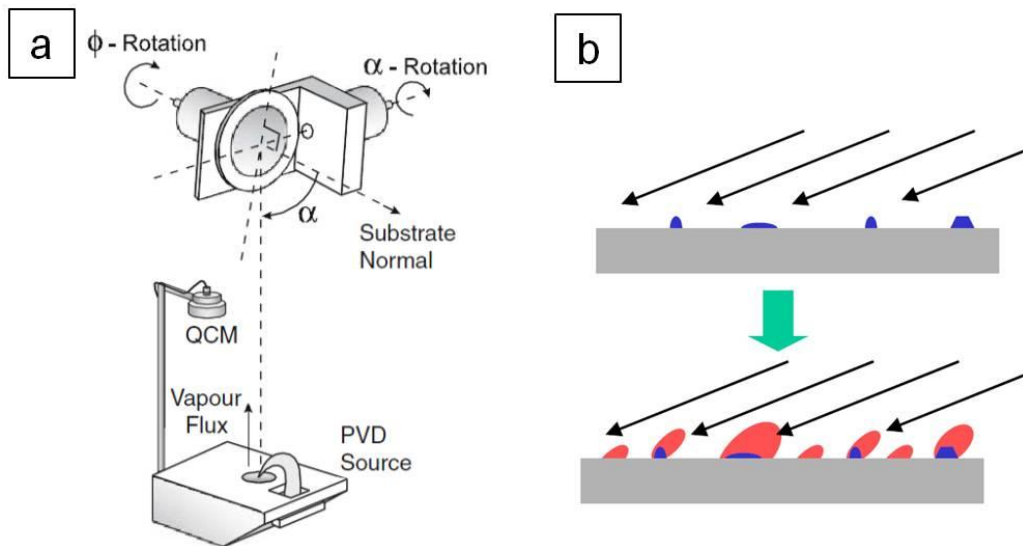 a
ϕ - Rotation
α - Rotation
α
Substrate
Normal
QCM
Vapour
Flux
PVD
Source
b